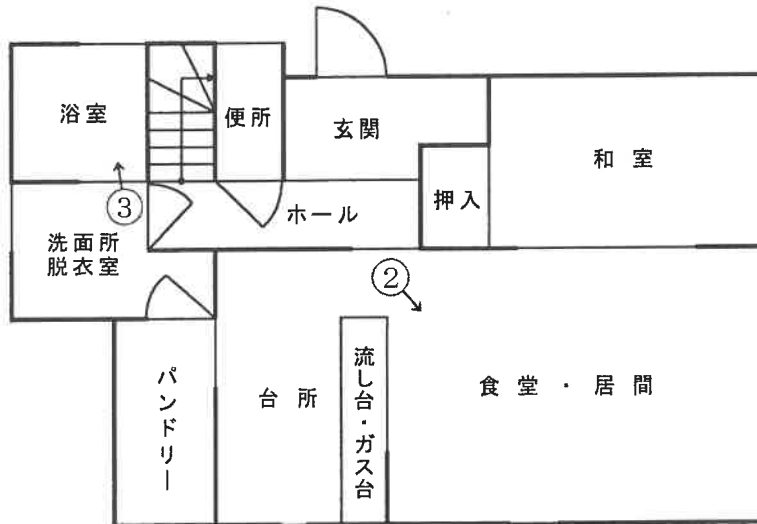 浴室
便所
玄関
和室
押入
ホール
③
洗面所
脱衣室
②
パンドリー
台所
流し台・ガス台
食堂・居間